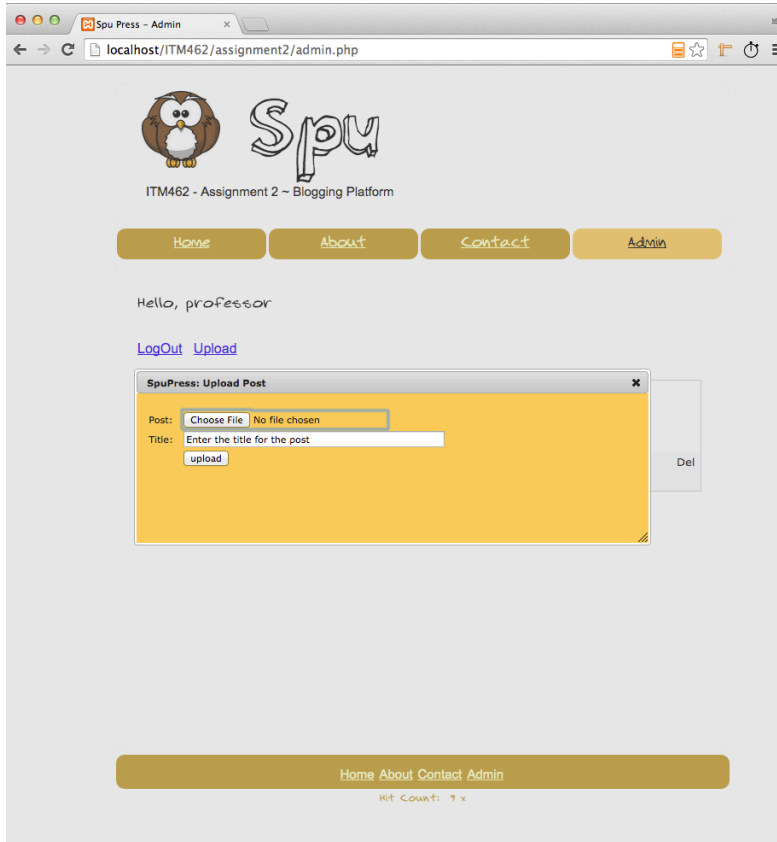 Spu Press - Admin
localhost/ITM462/assignment2/admin.php
Spu
ITM462 - Assignment 2 ~ Blogging Platform
Home About Contact Admin
Hello, professor
LogOut Upload
SpuPress: Upload Post
Post: Choose File No file chosen
Title: Enter the title for the post
upload
Del
Home About Contact Admin
Hit Count: 9 x